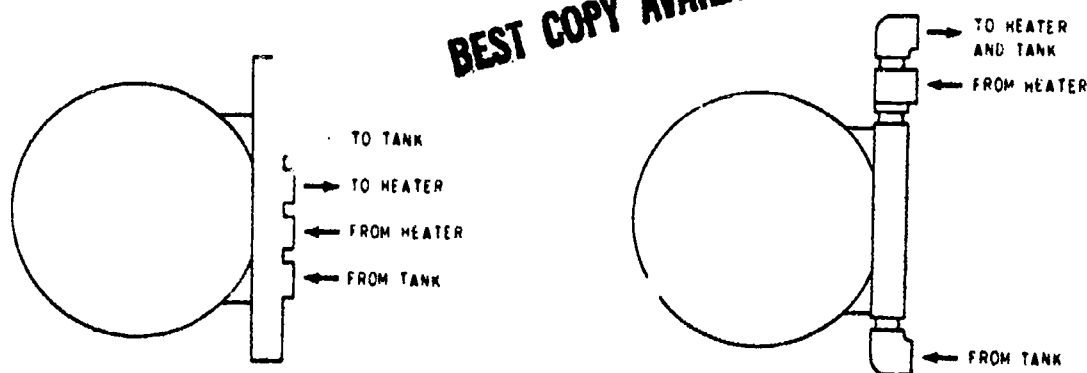 BEST COPY
TO TANK
TO HEATER
FROM HEATER
FROM TANK
TO HEATER
AND TANK
FROM HEATER
FROM TANK